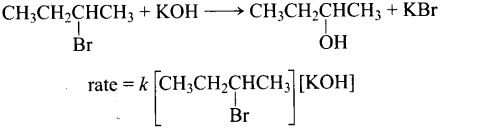 CH₃CH₂CHCH₃ + KOH ⟶ CH₃CH₂CHCH₃ + KBr
Br OH
rate = k [CH₃CH₂CHCH₃] [KOH]
Br